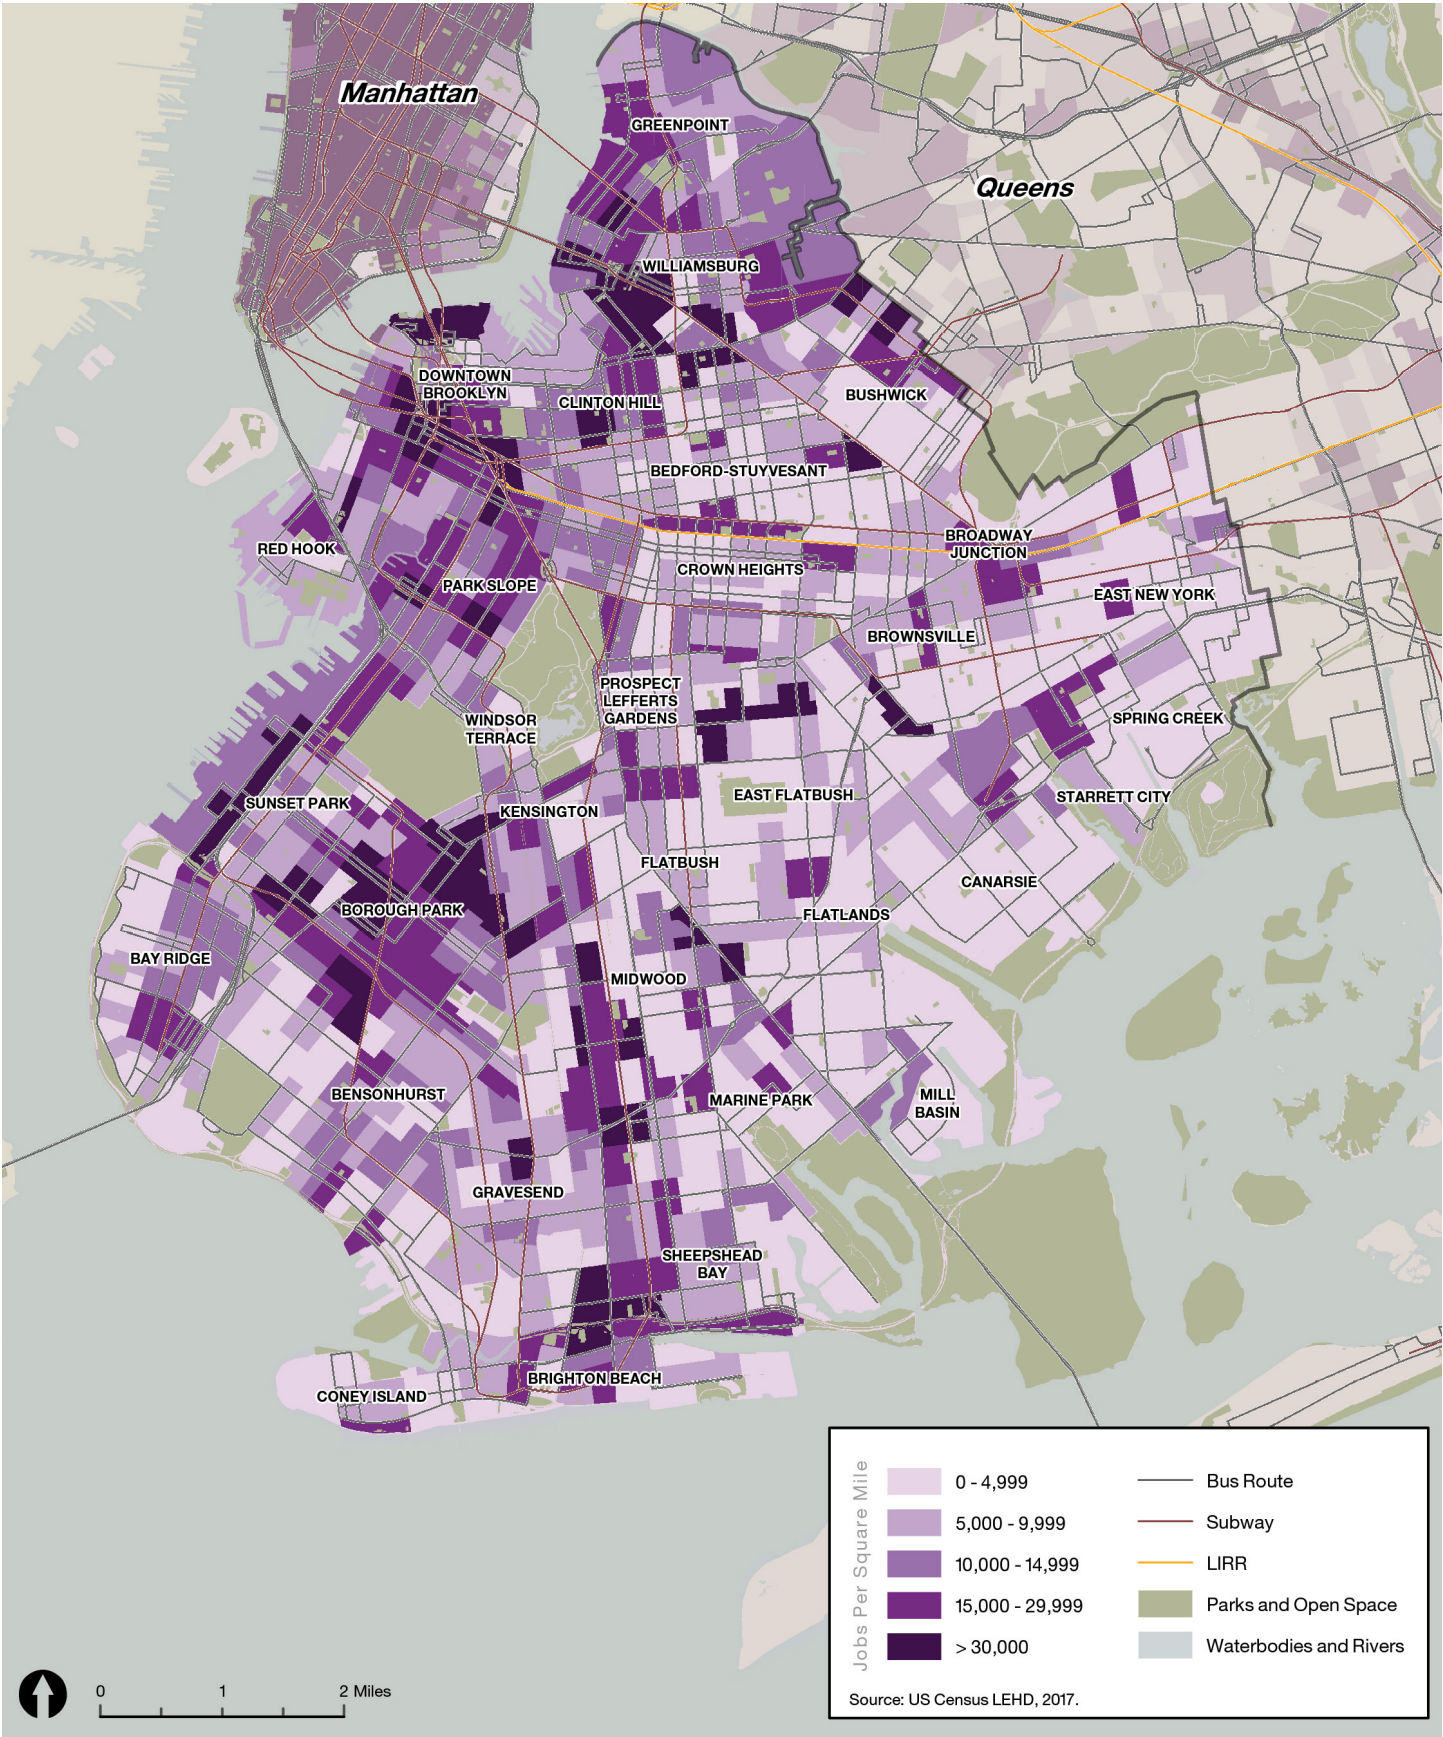 Manhattan
GREENPOINT
Queens
WILLIAMSBURG
DOWNTOWN
BROOKLYN
CLINTON HILL
BUSHWICK
BEDFORD-STUYVESANT
RED HOOK
BROADWAY
JUNCTION
CROWN HEIGHTS
PARK SLOPE
EAST NEW YORK
BROWNSVILLE
PROSPECT
LEFFERTS
GARDENS
WINDSOR
TERRACE
SPRING CREEK
SUNSET PARK
KENSINGTON
EAST FLATBUSH
STARRETT CITY
FLATBUSH
CANARSIE
BOROUGH PARK
FLATLANDS
BAY RIDGE
MIDWOOD
BENSONHURST
MARINE PARK
MILL
BASIN
GRAVESEND
SHEEPSHEAD
BAY
BRIGHTON BEACH
CONEY ISLAND
Jobs Per Square Mile
0 - 4,999
5,000 - 9,999
10,000 - 14,999
15,000 - 29,999
> 30,000
Bus Route
Subway
LIRR
Parks and Open Space
Waterbodies and Rivers
Source: US Census LEHD, 2017.
0 1 2 Miles